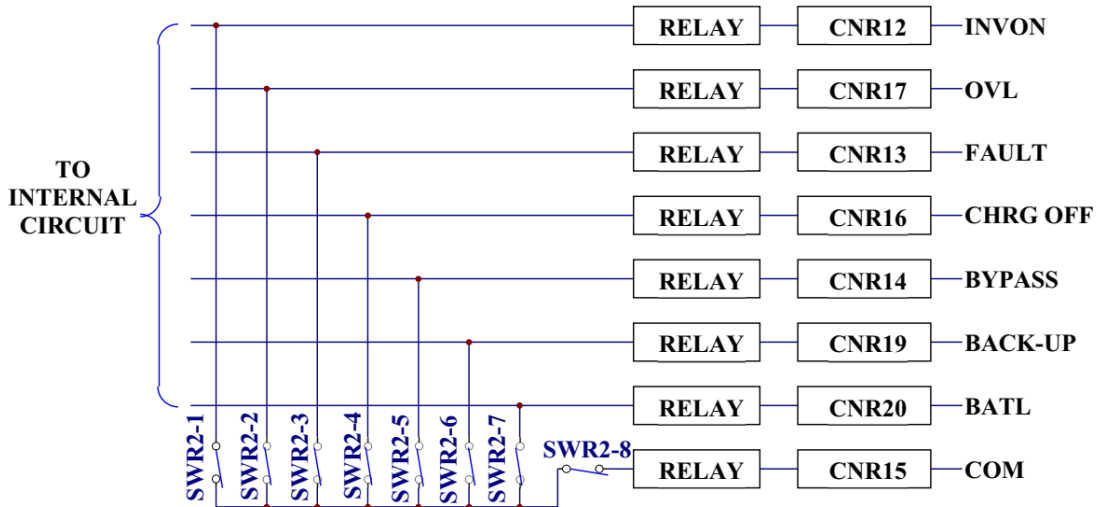 RELAY CNR12 INVON
RELAY CNR17 OVL
RELAY CNR13 FAULT
TO
INTERNAL
CIRCUIT
RELAY CNR16 CHRG OFF
RELAY CNR14 BYPASS
RELAY CNR19 BACK-UP
RELAY CNR20 BATL
SWR2-1
SWR2-2
SWR2-3
SWR2-4
SWR2-5
SWR2-6
SWR2-7
SWR2-8
RELAY CNR15 COM